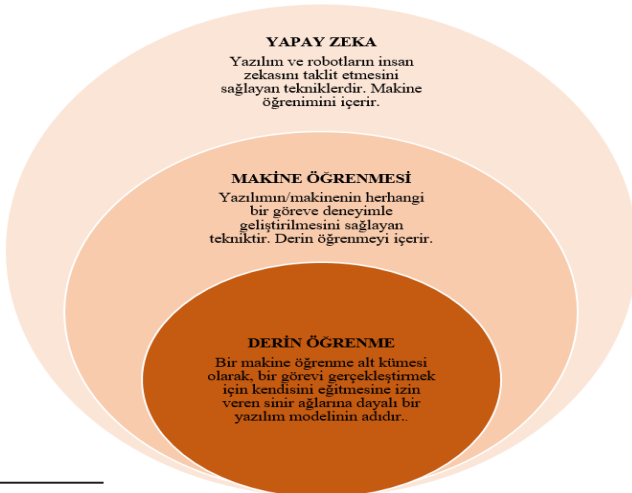 YAPAY ZEKA
Yazılım ve robotların insan
zekasını taklit etmesini
sağlayan tekniklerdir. Makine
öğrenimini içerir.
MAKİNE ÖĞRENMESİ
Yazılımın/makinenin herhangi
bir göreve deneyimle
geliştirilmesini sağlayan
tekniktir. Derin öğrenmeyi içerir.
DERİN ÖĞRENME
Bir makine öğrenme alt kümesi
olarak, bir görevi gerçekleştirmek
için kendisini eğitmesine izin
veren sinir ağlarına dayalı bir
yazılım modelinin adıdır..